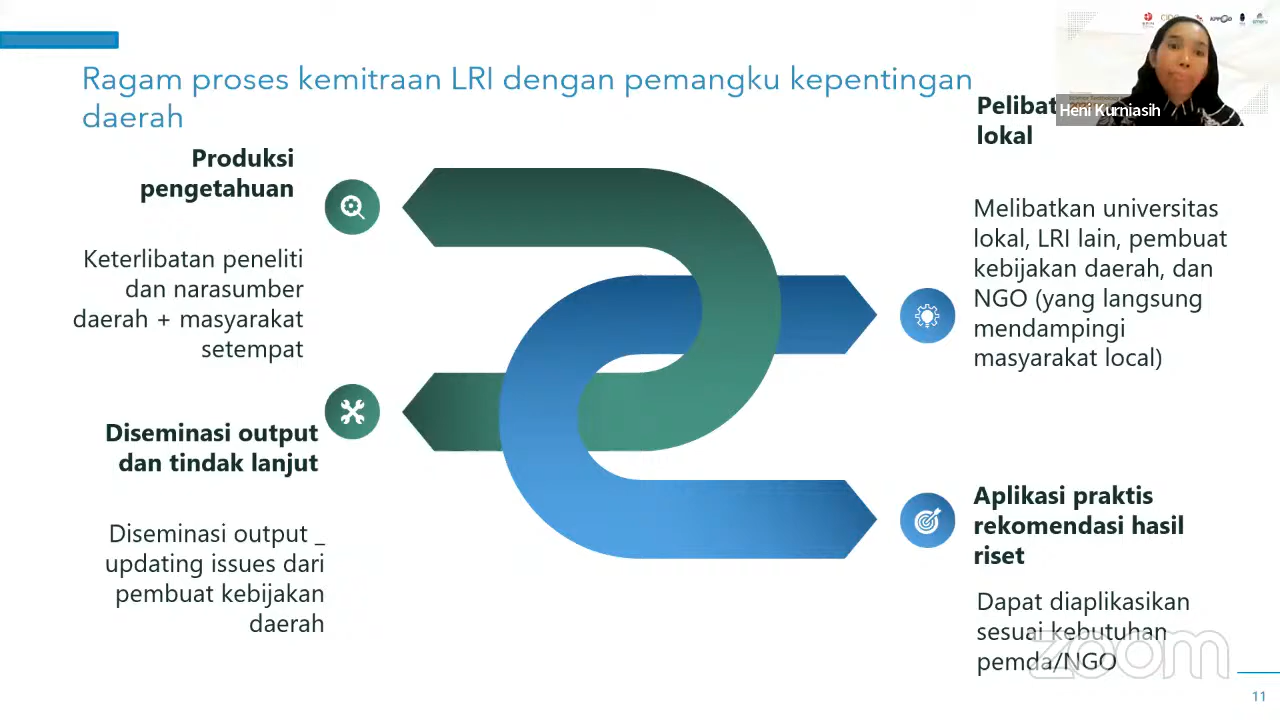 Ragam proses kemitraan LRI dengan pemangku kepentingan
daerah
Heni Kurniasih
Produksi
pengetahuan
Keterlibatan peneliti
dan narasumber
daerah + masyarakat
setempat
Diseminasi output
dan tindak lanjut
Diseminasi output _
updating issues dari
pembuat kebijakan
daerah
lokal
Melibatkan universitas
lokal, LRI lain, pembuat
kebijakan daerah, dan
NGO (yang langsung
mendampingi
masyarakat local)
Aplikasi praktis
rekomendasi hasil
riset
Dapat diaplikasikan
sesuai kebutuhan
pemda/NGO
zoom
11